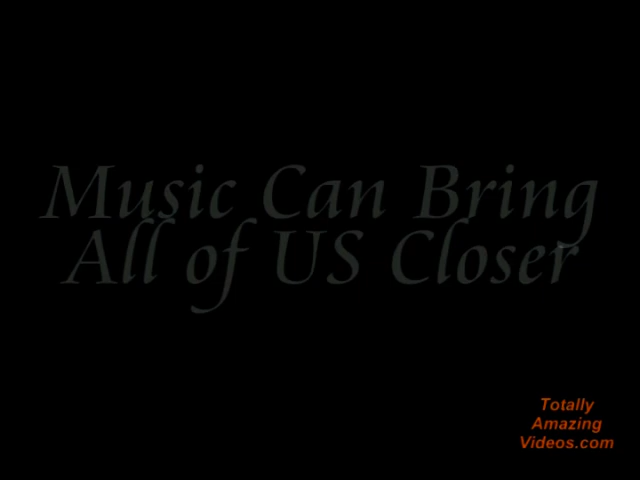 Music Can Bring
All of US Closer
Totally
Amazing
Videos.com